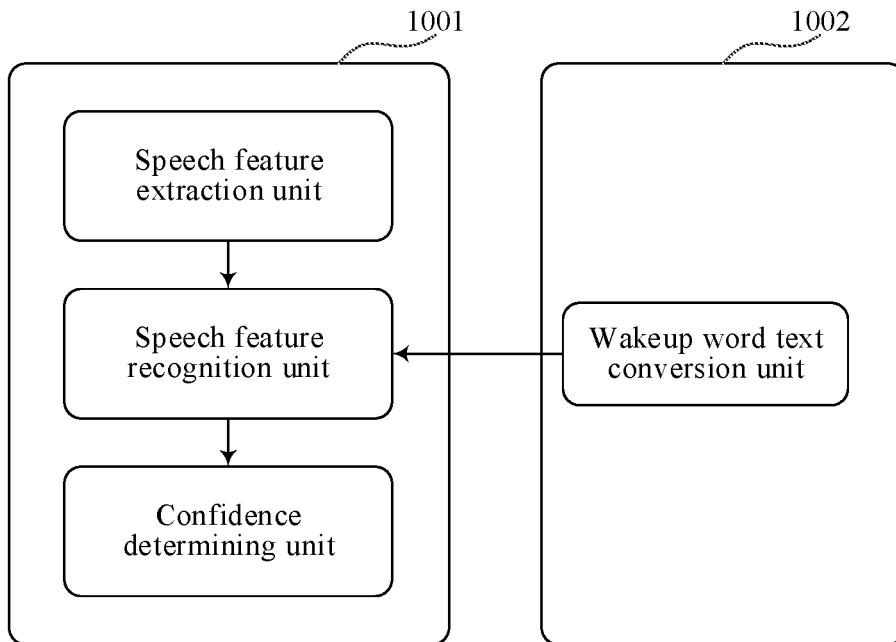 1001
1002
Speech feature
extraction unit
Speech feature
recognition unit
Wakeup word text
conversion unit
Confidence
determining unit